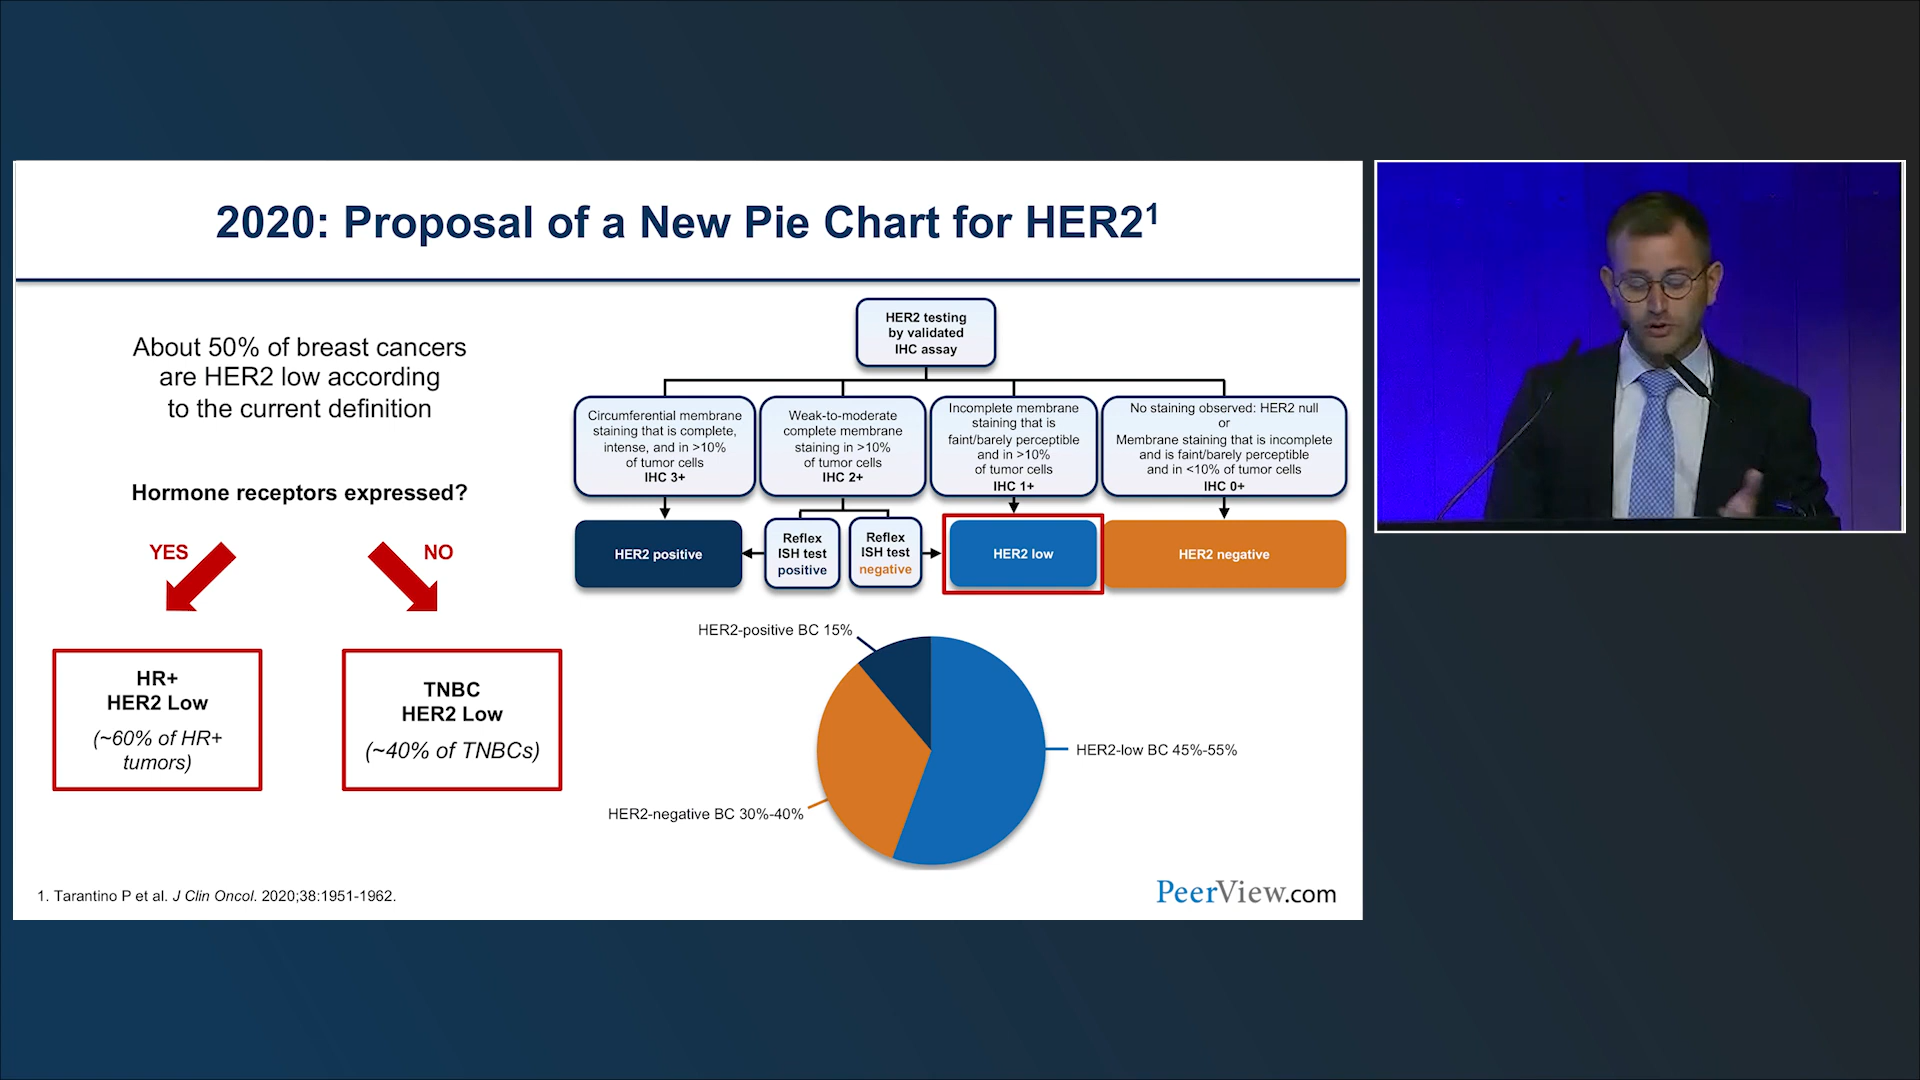 2020: Proposal of a New Pie Chart for HER2¹
About 50% of breast cancers
are HER2 low according
to the current definition
Hormone receptors expressed?
YES
NO
HR+
HER2 Low
(~60% of HR+
tumors)
TNBC
HER2 Low
(~40% of TNBCs)
HER2 testing
by validated
IHC assay
Circumferential membrane
staining that is complete,
intense, and in >10%
of tumor cells
IHC 3+
Weak-to-moderate
complete membrane
staining in >10%
of tumor cells
IHC 2+
Incomplete membrane
staining that is
faint/barely perceptible
and in >10%
of tumor cells
IHC 1+
No staining observed: HER2 null
or
Membrane staining that is incomplete
and is faint/barely perceptible
and in <10% of tumor cells
IHC 0+
HER2 positive
Reflex
ISH test
positive
Reflex
ISH test
negative
HER2 low
HER2 negative
HER2-positive BC 15%
HER2-low BC 45%-55%
HER2-negative BC 30%-40%
1. Tarantino P et al. J Clin Oncol. 2020;38:1951-1962.
PeerView.com